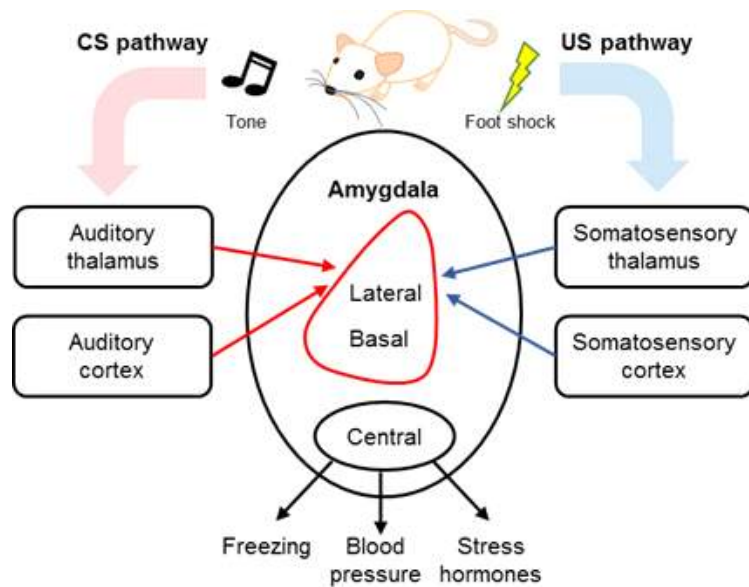 CS pathway
US pathway
Tone
Foot shock
Amygdala
Auditory
thalamus
Somatosensory
thalamus
Lateral
Basal
Auditory
cortex
Somatosensory
cortex
Central
Freezing
Blood
pressure
Stress
hormones